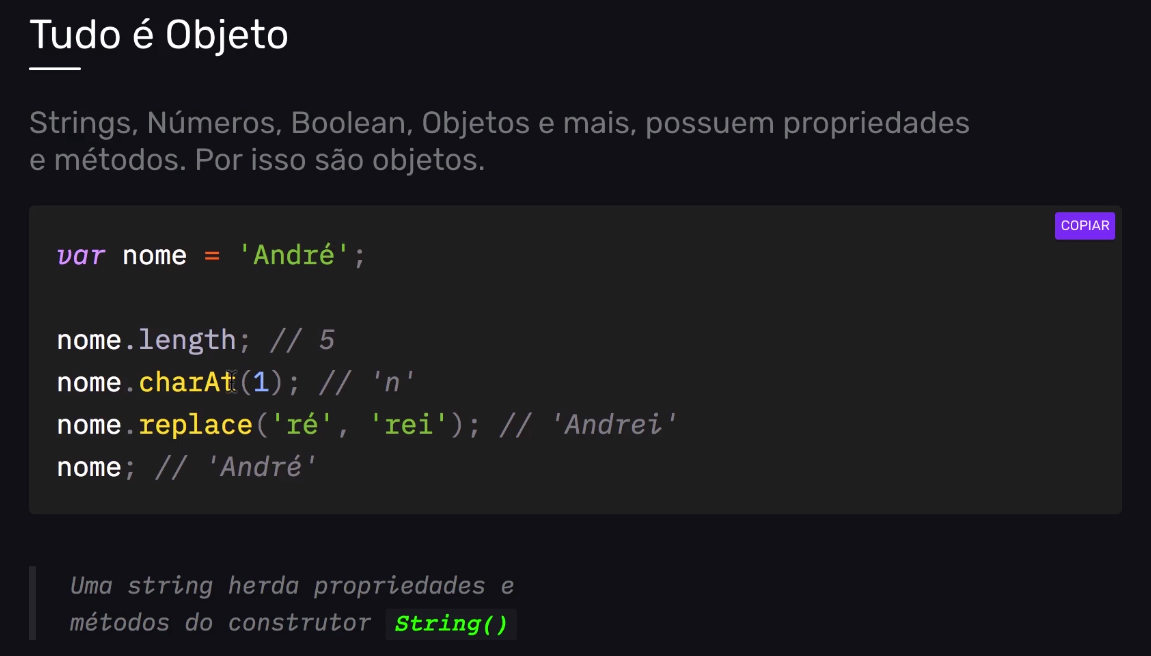 Tudo é Objeto
Strings, Números, Boolean, Objetos e mais, possuem propriedades
e métodos. Por isso são objetos.
COPIAR
var nome = 'André';
nome.length; // 5
nome.charAt(1); // 'n'
nome.replace('ré', 'rei'); // 'Andrei'
nome; // 'André'
Uma string herda propriedades e
métodos do construtor String()